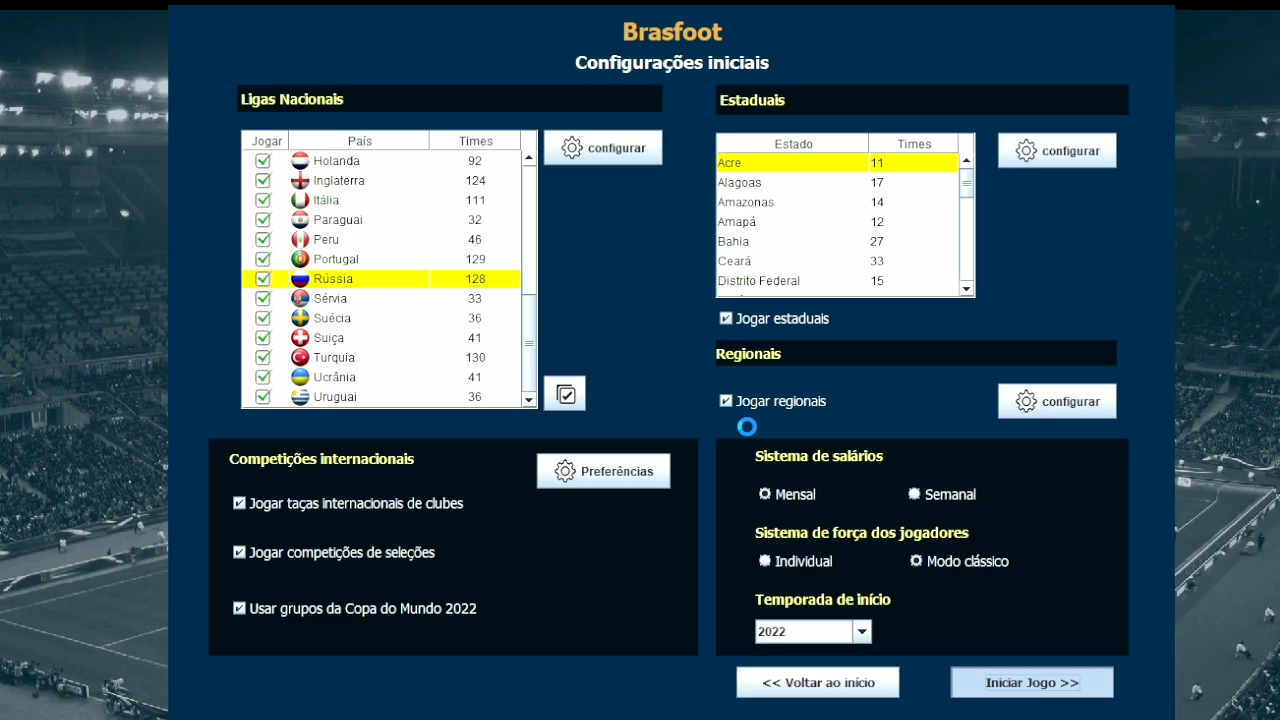 Brasfoot
Configurações iniciais
Ligas Nacionais
Jogar País Times
Holanda 92
Inglaterra 124
Itália 111
Paraguai 32
Peru 46
Portugal 129
Rússia 128
Sérvia 33
Suécia 36
Suiça 41
Turquia 130
Ucrânia 41
Uruguai 36
configurar
Estaduais
Estado Times
Acre 11
Alagoas 17
Amazonas 14
Amapá 12
Bahia 27
Ceará 33
Distrito Federal 15
configurar
Jogar estaduais
Regionais
Jogar regionais
configurar
Competições internacionais
Preferências
Jogar taças internacionais de clubes
Jogar competições de seleções
Usar grupos da Copa do Mundo 2022
Sistema de salários
Mensal Semanal
Sistema de força dos jogadores
Individual Modo clássico
Temporada de início
2022
<< Voltar ao início
Iniciar Jogo >>